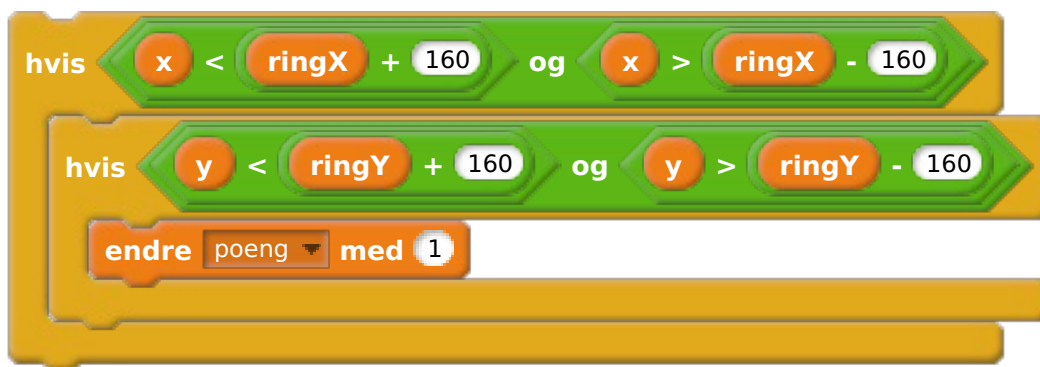 hvis x < ringX + 160 og x > ringX - 160
hvis y < ringY + 160 og y > ringY - 160
endre poeng med 1